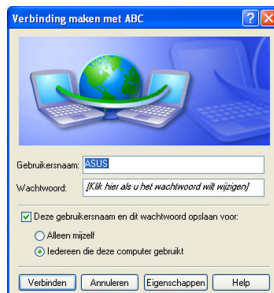 Verbinding maken met ABC
Gebruikersnaam: ASUS
Wachtwoord: [Klik hier als u het wachtwoord wilt wijzigen]
Deze gebruikersnaam en dit wachtwoord opslaan voor:
Alleen mijzelf
Iedereen die deze computer gebruikt
Verbinden Annuleren Eigenschappen Help